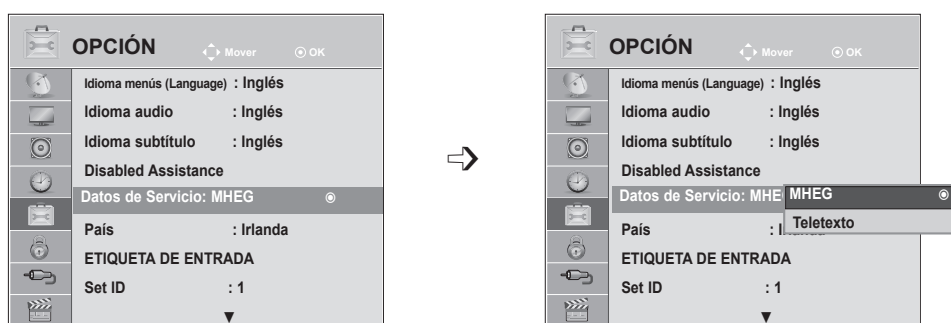 OPCIÓN Mover OK
Idioma menús (Language) : Inglés
Idioma audio : Inglés
Idioma subtítulo : Inglés
Disabled Assistance
Datos de Servicio: MHEG
País : Irlanda
ETIQUETA DE ENTRADA
Set ID : 1
OPCIÓN Mover OK
Idioma menús (Language) : Inglés
Idioma audio : Inglés
Idioma subtítulo : Inglés
Disabled Assistance
Datos de Servicio: MHE MHEG
Teletexto
País : Irlanda
ETIQUETA DE ENTRADA
Set ID : 1